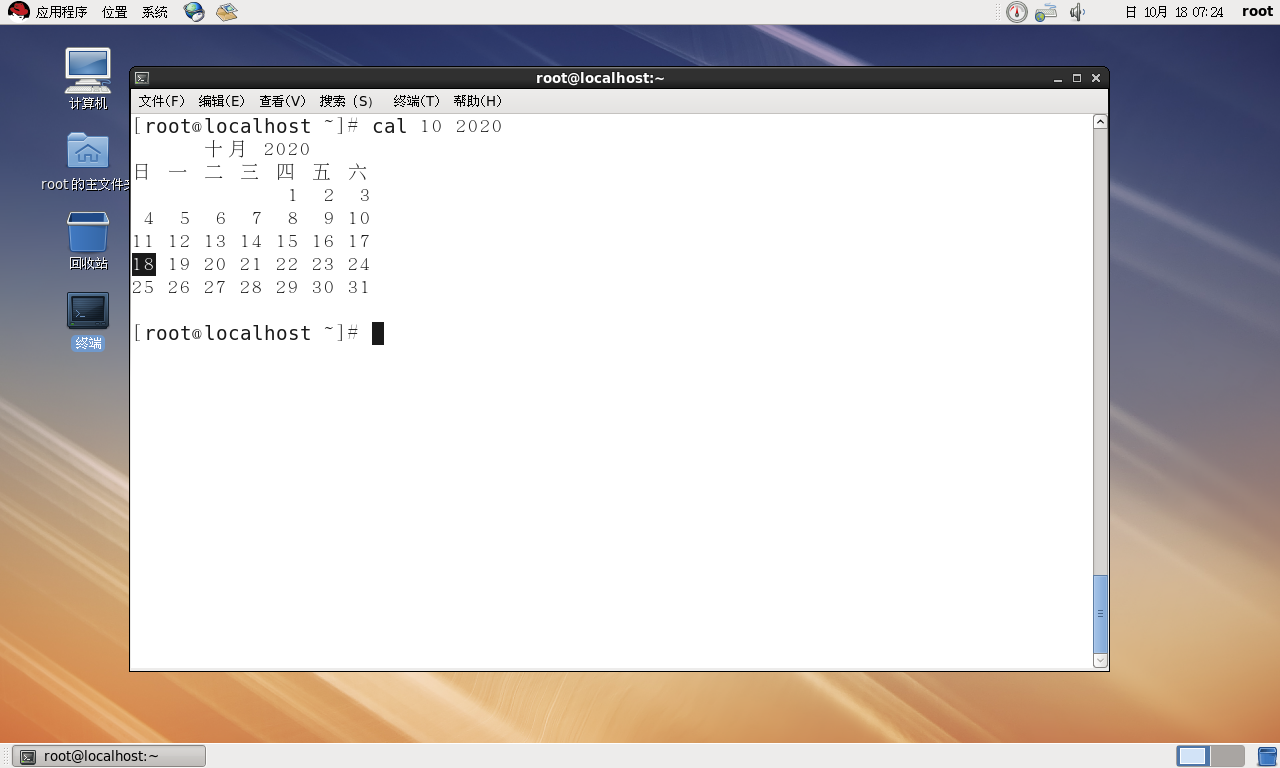 应用程序 位置 系统
日 10月 18 07:24 root
计算机
root 的主文件夹
回收站
终端
root@localhost:~
文件(F) 编辑(E) 查看(V) 搜索 (S) 终端(T) 帮助(H)
[root@localhost ~]# cal 10 2020
十月 2020
日 一 二 三 四 五 六
1 2 3
4 5 6 7 8 9 10
11 12 13 14 15 16 17
18 19 20 21 22 23 24
25 26 27 28 29 30 31
[root@localhost ~]#
root@localhost:~